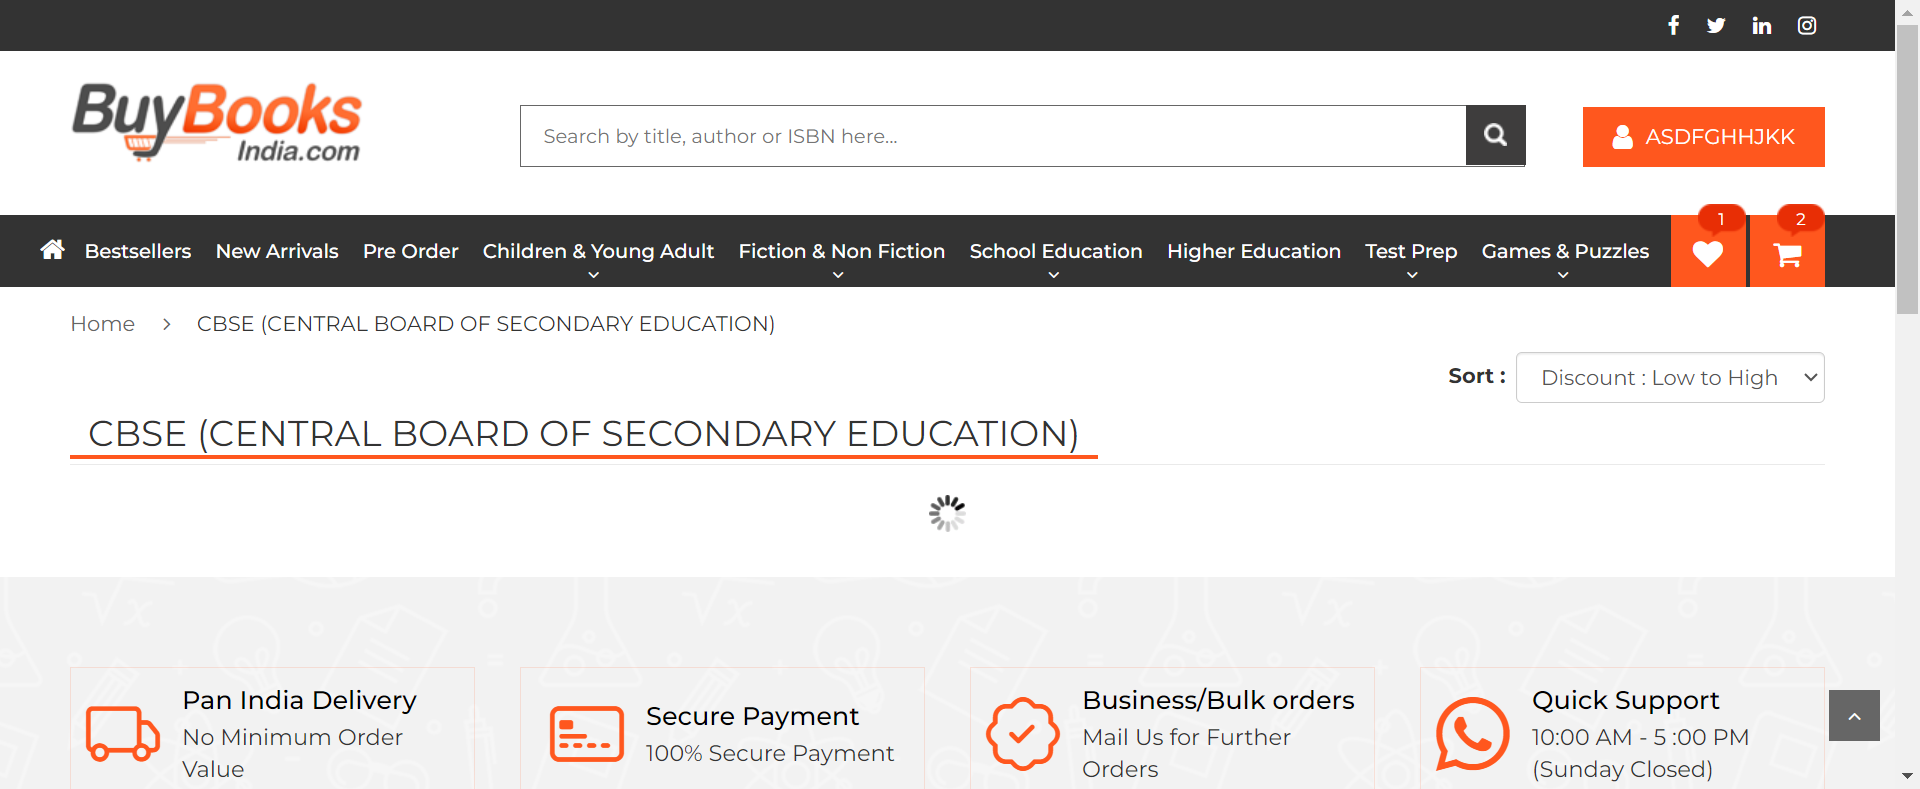 BuyBooks
India.com
Search by title, author or ISBN here...
ASDFGHHJKK
1
2
Bestsellers
New Arrivals
Pre Order
Children & Young Adult
Fiction & Non Fiction
School Education
Higher Education
Test Prep
Games & Puzzles
Home
CBSE (CENTRAL BOARD OF SECONDARY EDUCATION)
Sort :
Discount : Low to High
CBSE (CENTRAL BOARD OF SECONDARY EDUCATION)
Pan India Delivery
No Minimum Order
Value
Secure Payment
100% Secure Payment
Business/Bulk orders
Mail Us for Further
Orders
Quick Support
10:00 AM - 5 :00 PM
(Sunday Closed)